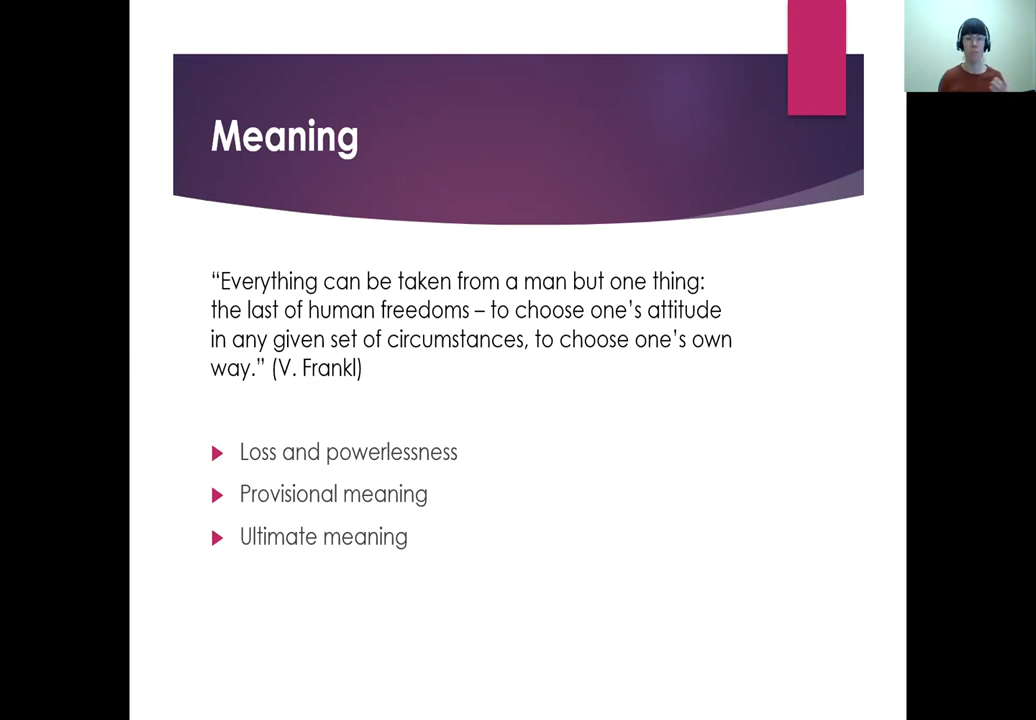 Meaning
“Everything can be taken from a man but one thing:
the last of human freedoms – to choose one’s attitude
in any given set of circumstances, to choose one’s own
way.” (V. Frankl)
Loss and powerlessness
Provisional meaning
Ultimate meaning